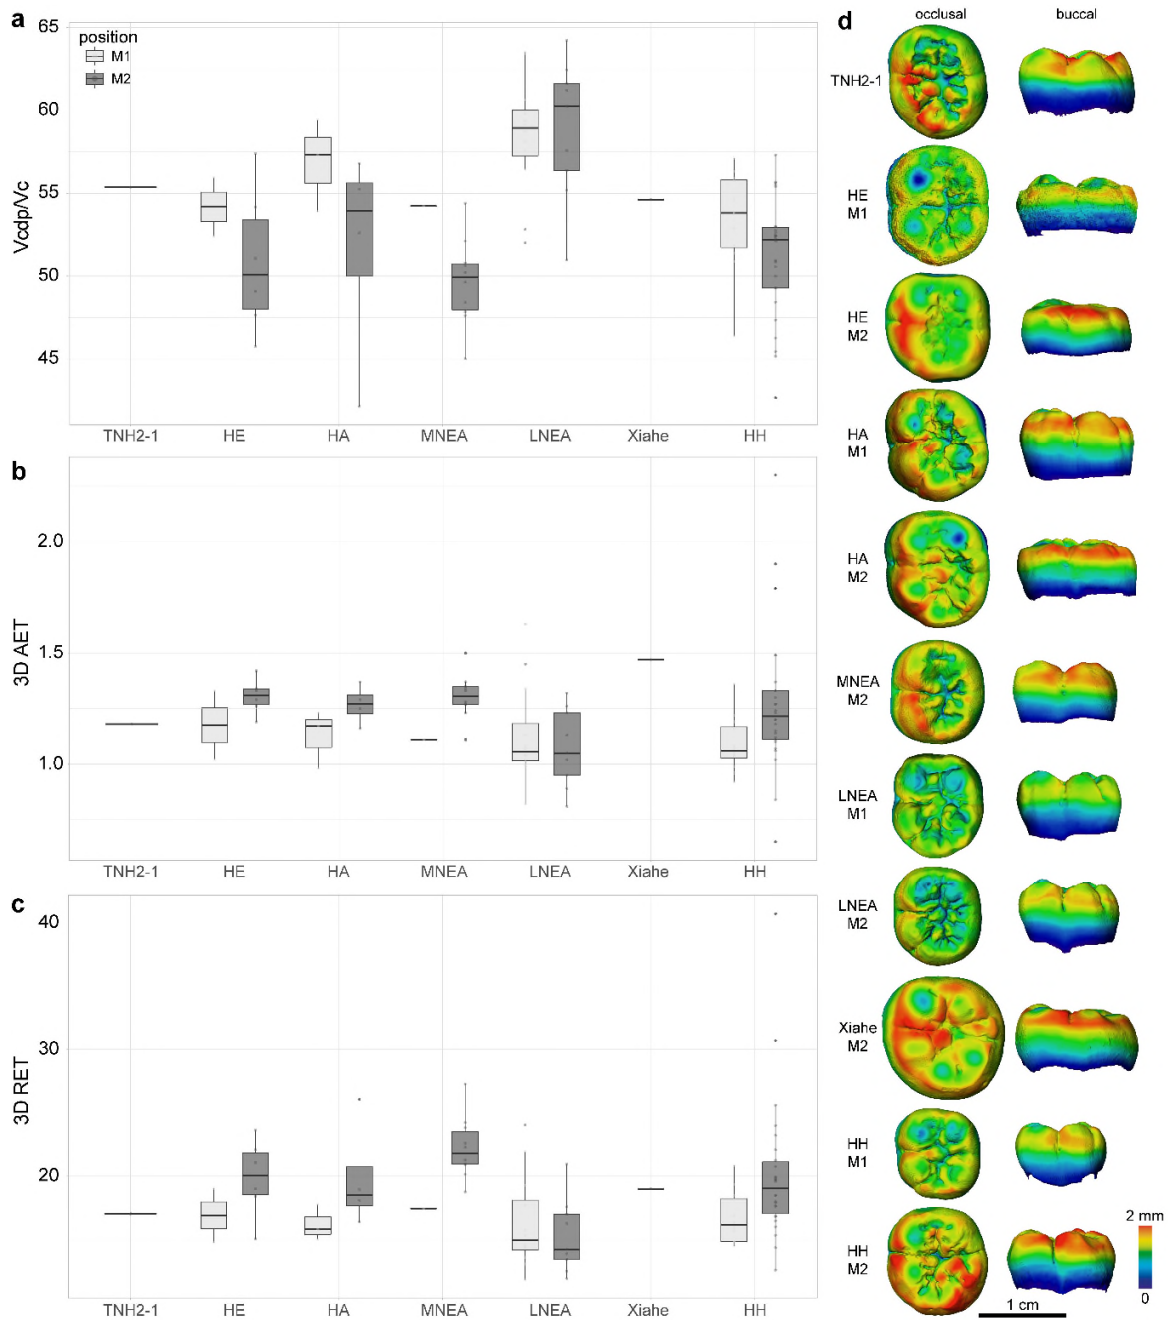 a
position
M1
M2
65
60
55
50
45
Vcdp/Vc
TNH2-1 HE HA MNEA LNEA Xiahe HH
b
2.0
1.5
1.0
3D AET
TNH2-1 HE HA MNEA LNEA Xiahe HH
c
40
30
20
3D RET
TNH2-1 HE HA MNEA LNEA Xiahe HH
d
occlusal buccal
TNH2-1
HE
M1
HE
M2
HA
M1
HA
M2
MNEA
M2
LNEA
M1
LNEA
M2
Xiahe
M2
HH
M1
HH
M2
2 mm
0
1 cm